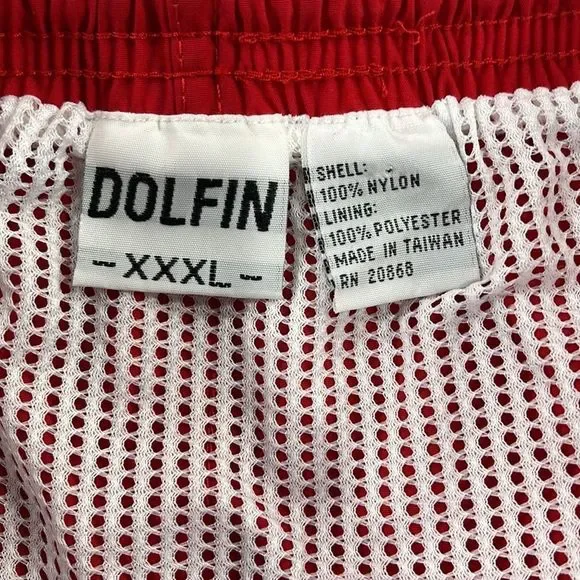 DOLFIN
- XXXL -
SHELL:
100% NYLON
LINING:
100% POLYESTER
MADE IN TAIWAN
RN 20868